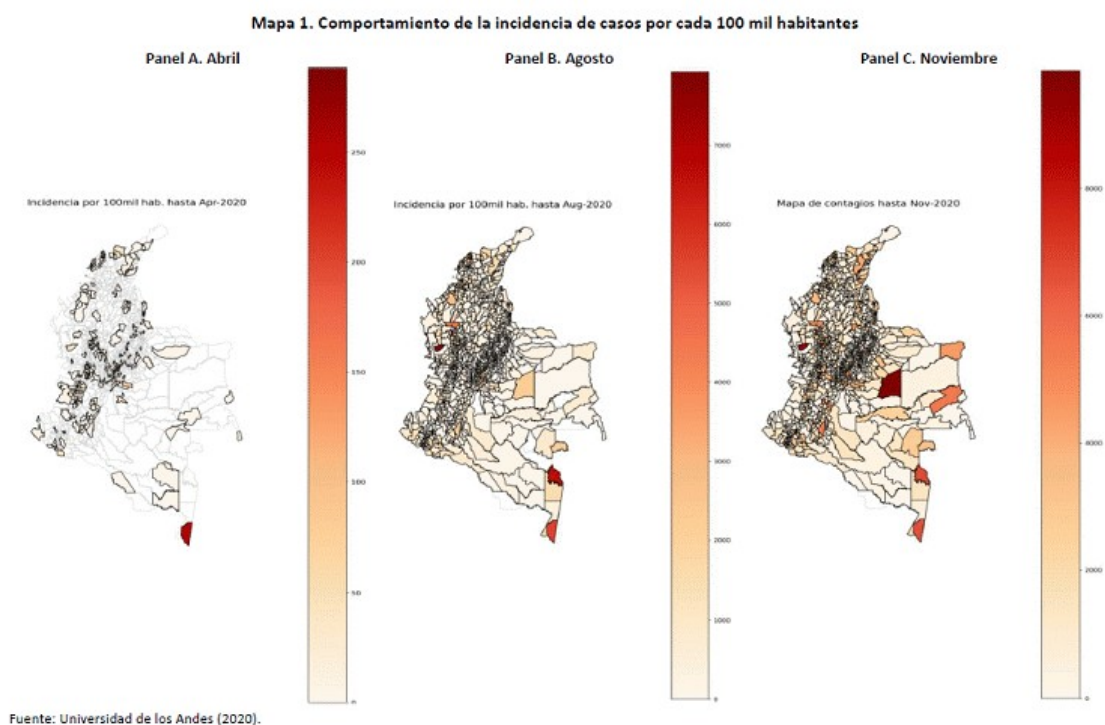 Mapa 1. Comportamiento de la incidencia de casos por cada 100 mil habitantes
Panel A. Abril
Panel B. Agosto
Panel C. Noviembre
Incidencia por 100mil hab. hasta Apr-2020
250
200
150
100
50
0
Incidencia por 100mil hab. hasta Aug-2020
7000
6000
5000
4000
3000
2000
1000
0
Mapa de contagios hasta Nov-2020
8000
6000
4000
2000
0
Fuente: Universidad de los Andes (2020).